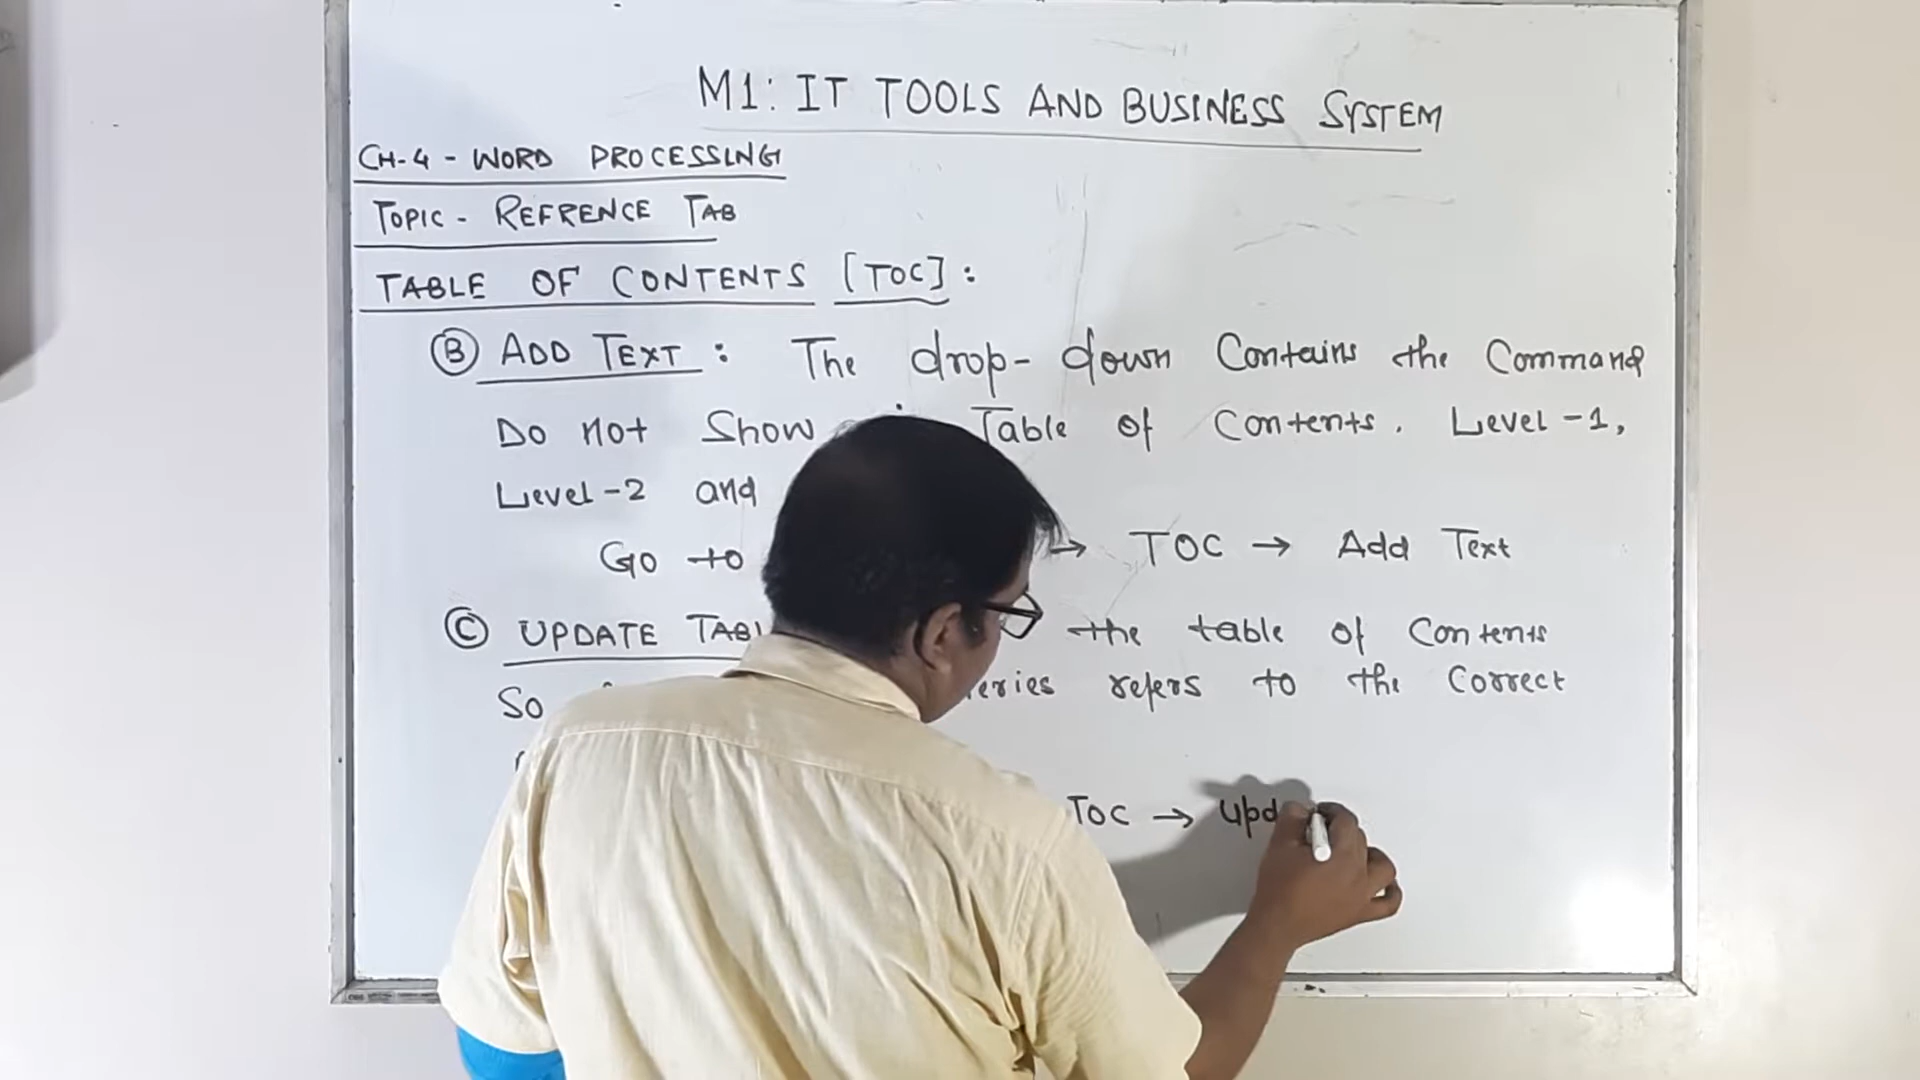 M1: IT TOOLS AND BUSINESS SYSTEM
CH-4 - WORD PROCESSING
TOPIC - REFRENCE TAB
TABLE OF CONTENTS [TOC] :
(B) ADD TEXT : The drop-down Contains the Command
Do not Show Table of Contents. Level-1,
Level-2 and
Go to → TOC → Add Text
(C) UPDATE the table of Contents
So refers to the Correct
TOC → Upd